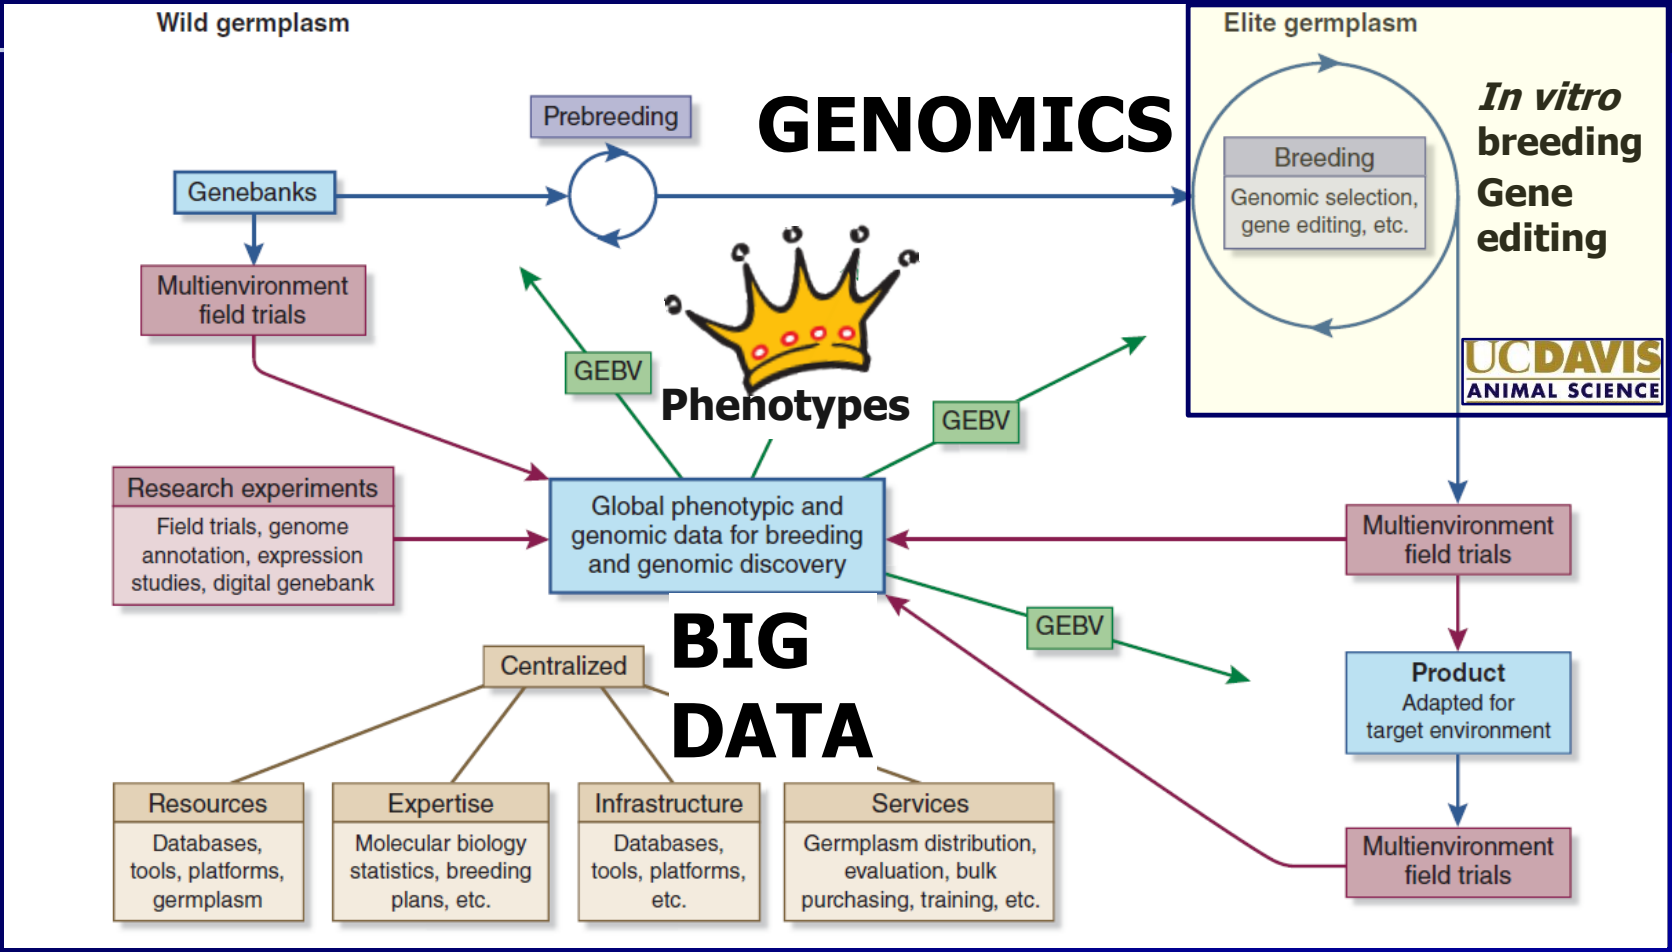 Wild germplasm
Elite germplasm
Prebreeding
GENOMICS
In vitro
breeding
Gene
editing
Breeding
Genomic selection,
gene editing, etc.
Genebanks
Multienvironment
field trials
GEBV
Phenotypes
GEBV
UCDAVIS
ANIMAL SCIENCE
Research experiments
Field trials, genome
annotation, expression
studies, digital genebank
Global phenotypic and
genomic data for breeding
and genomic discovery
Multienvironment
field trials
GEBV
BIG
DATA
Product
Adapted for
target environment
Centralized
Resources
Databases,
tools, platforms,
germplasm
Expertise
Molecular biology
statistics, breeding
plans, etc.
Infrastructure
Databases,
tools, platforms,
etc.
Services
Germplasm distribution,
evaluation, bulk
purchasing, training, etc.
Multienvironment
field trials